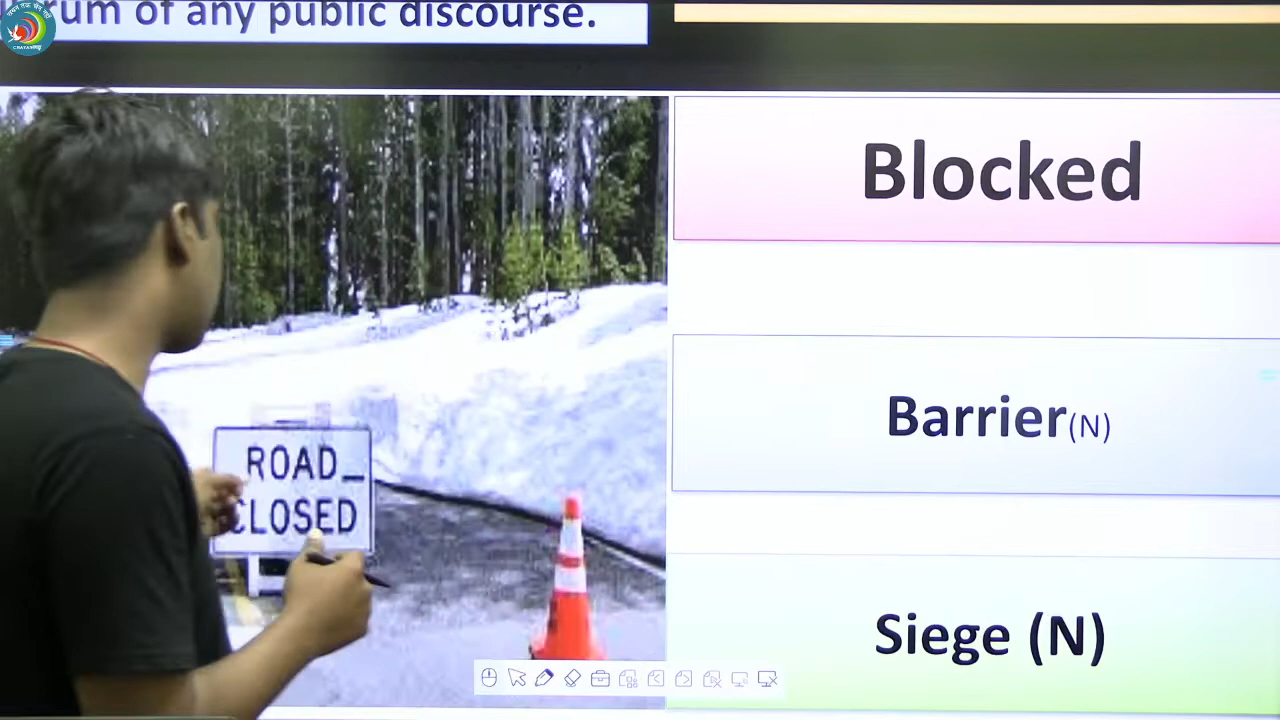 rum of any public discourse.
Blocked
ROAD
CLOSED
Barrier(N)
Siege (N)